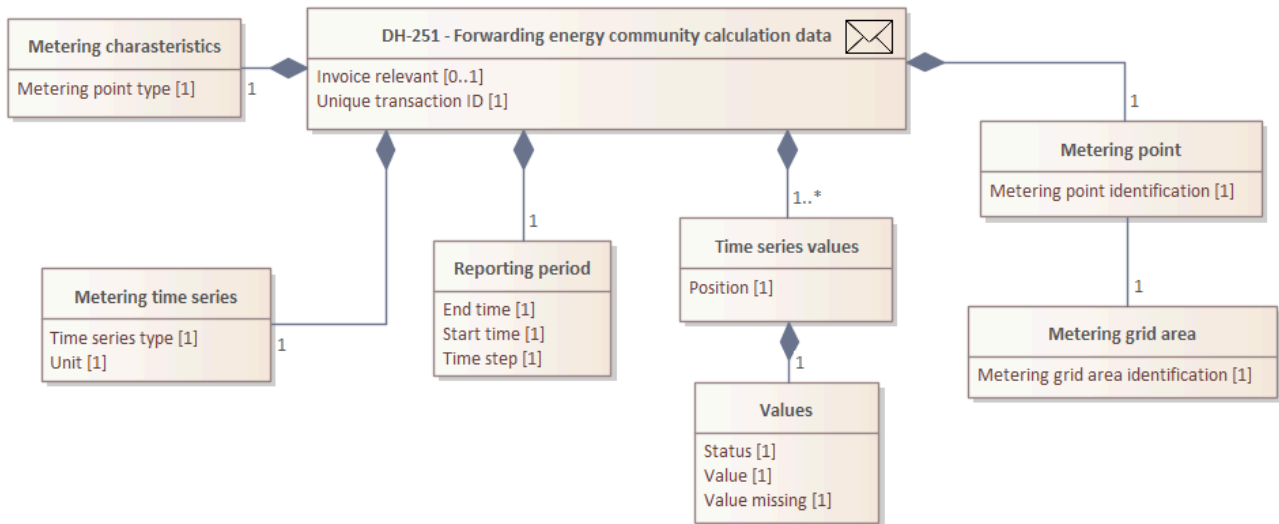 DH-251 - Forwarding energy community calculation data
Invoice relevant [0..1]
Unique transaction ID [1]
Metering charasteristics
Metering point type [1]
1
1
Metering point
Metering point identification [1]
1
Metering grid area
Metering grid area identification [1]
1
Metering time series
Time series type [1]
Unit [1]
1
Reporting period
End time [1]
Start time [1]
Time step [1]
1..*
Time series values
Position [1]
1
Values
Status [1]
Value [1]
Value missing [1]